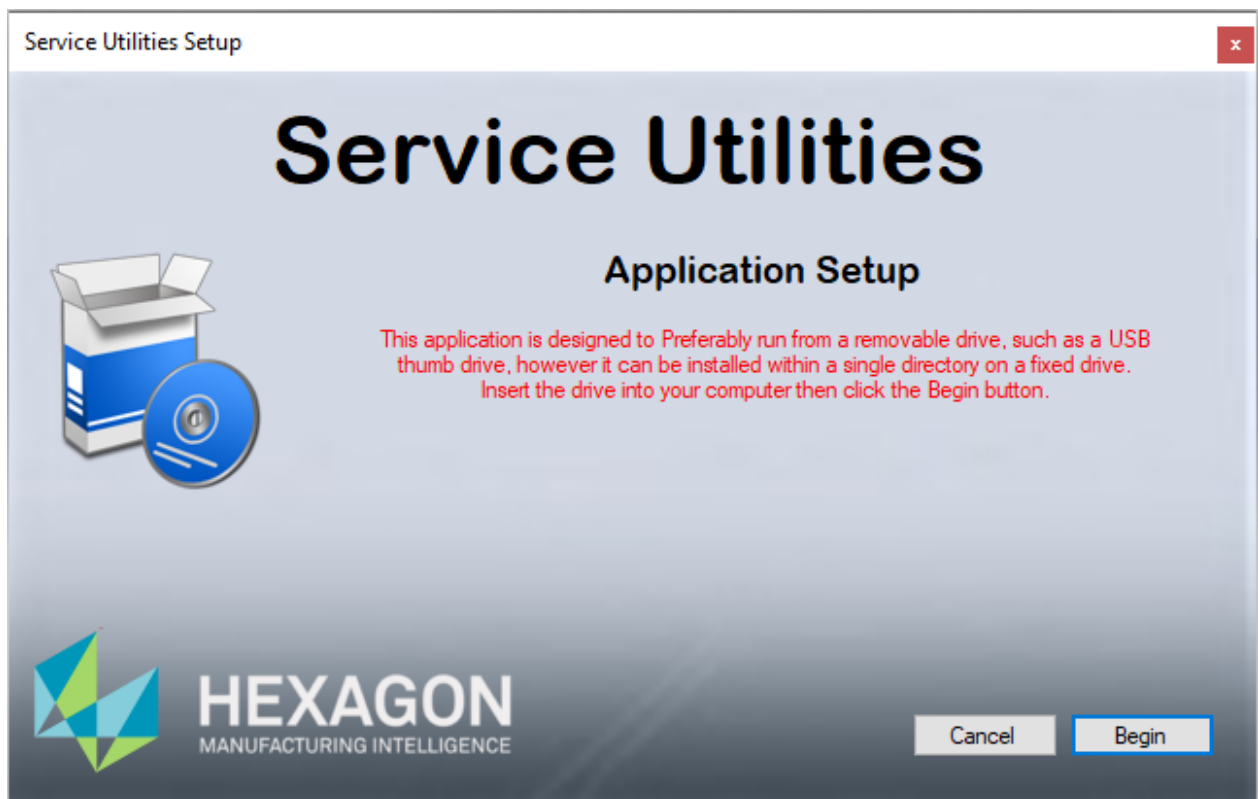 Service Utilities Setup
x
Service Utilities
Application Setup
This application is designed to Preferably run from a removable drive, such as a USB
thumb drive, however it can be installed within a single directory on a fixed drive.
Insert the drive into your computer then click the Begin button.
HEXAGON
MANUFACTURING INTELLIGENCE
Cancel
Begin